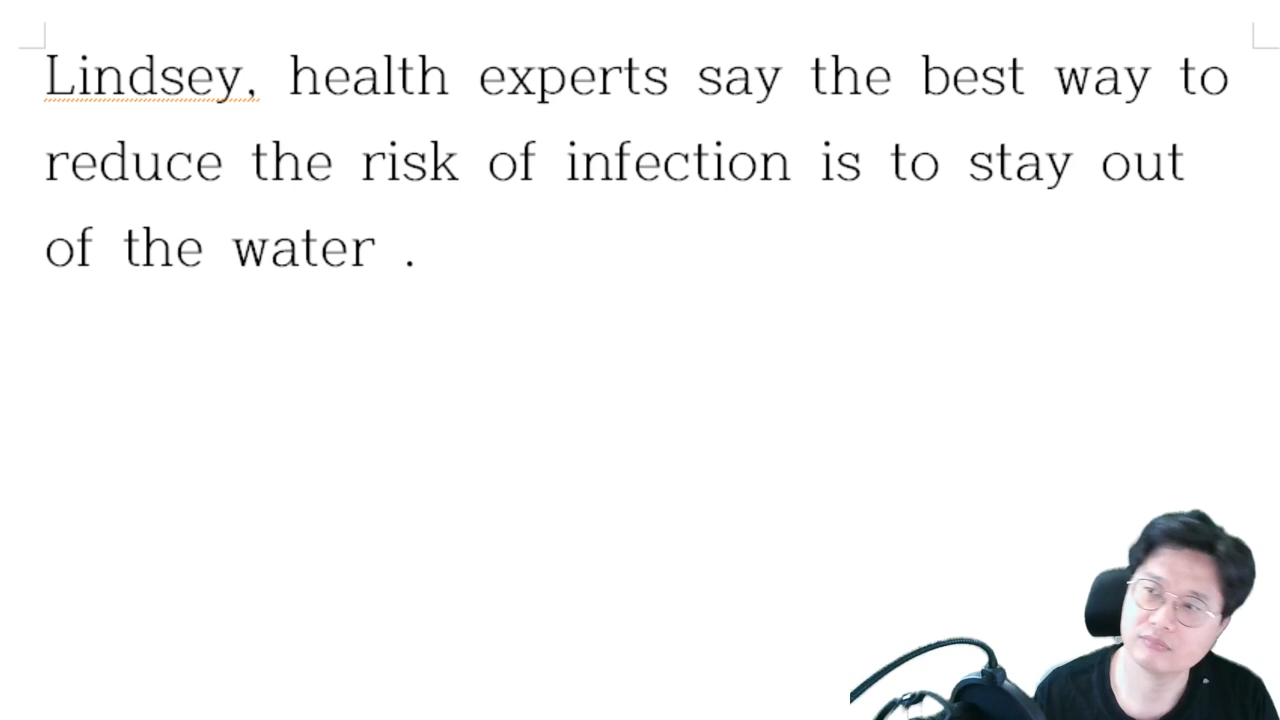 Lindsey, health experts say the best way to
reduce the risk of infection is to stay out
of the water .